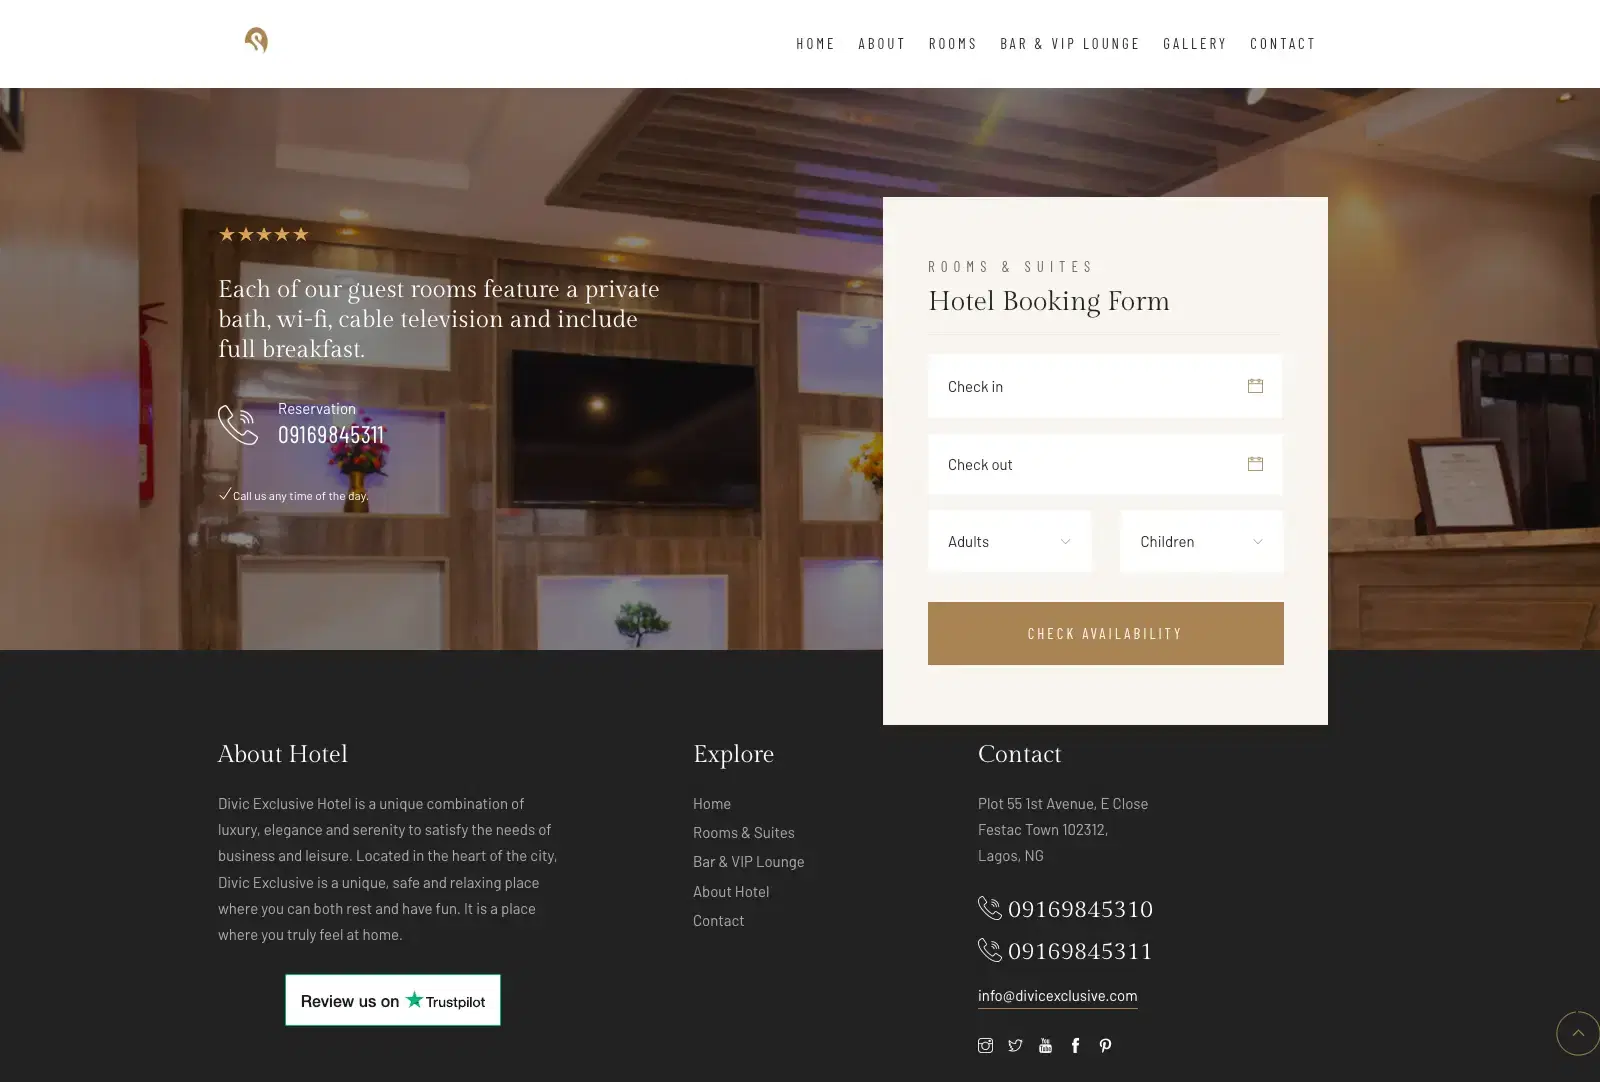 HOME ABOUT ROOMS BAR & VIP LOUNGE GALLERY CONTACT
Each of our guest rooms feature a private
bath, wi-fi, cable television and include
full breakfast.
Reservation
09169845311
Call us any time of the day.
ROOMS & SUITES
Hotel Booking Form
Check in
Check out
Adults
Children
CHECK AVAILABILITY
About Hotel
Divic Exclusive Hotel is a unique combination of
luxury, elegance and serenity to satisfy the needs of
business and leisure. Located in the heart of the city,
Divic Exclusive is a unique, safe and relaxing place
where you can both rest and have fun. It is a place
where you truly feel at home.
Review us on Trustpilot
Explore
Home
Rooms & Suites
Bar & VIP Lounge
About Hotel
Contact
Contact
Plot 55 1st Avenue, E Close
Festac Town 102312,
Lagos, NG
09169845310
09169845311
info@divicexclusive.com